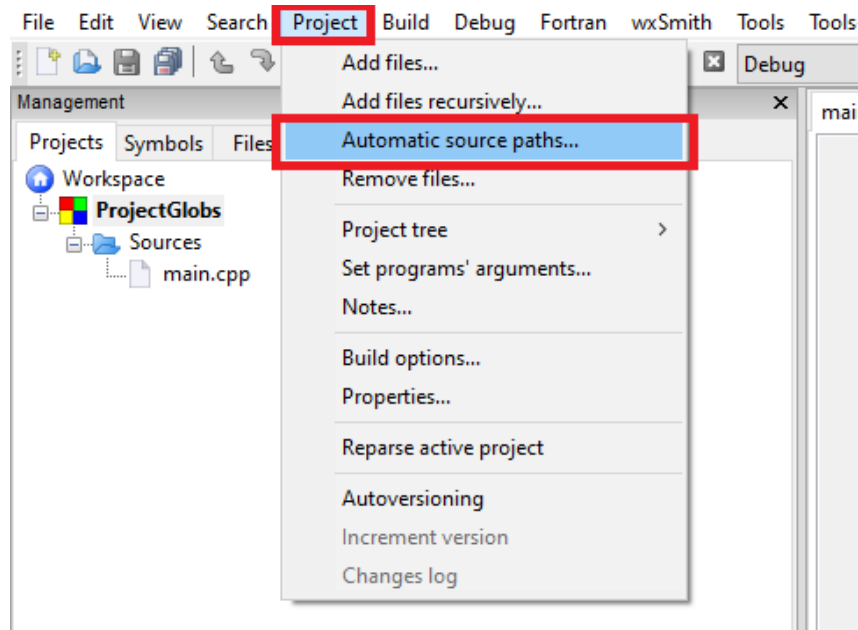 File Edit View Search Project Build Debug Fortran wxSmith Tools Tools
Debug
Management
Projects Symbols Files
Workspace
ProjectGlobs
Sources
main.cpp
Add files...
Add files recursively...
Automatic source paths...
Remove files...
Project tree
Set programs' arguments...
Notes...
Build options...
Properties...
Reparse active project
Autoversioning
Increment version
Changes log
mai